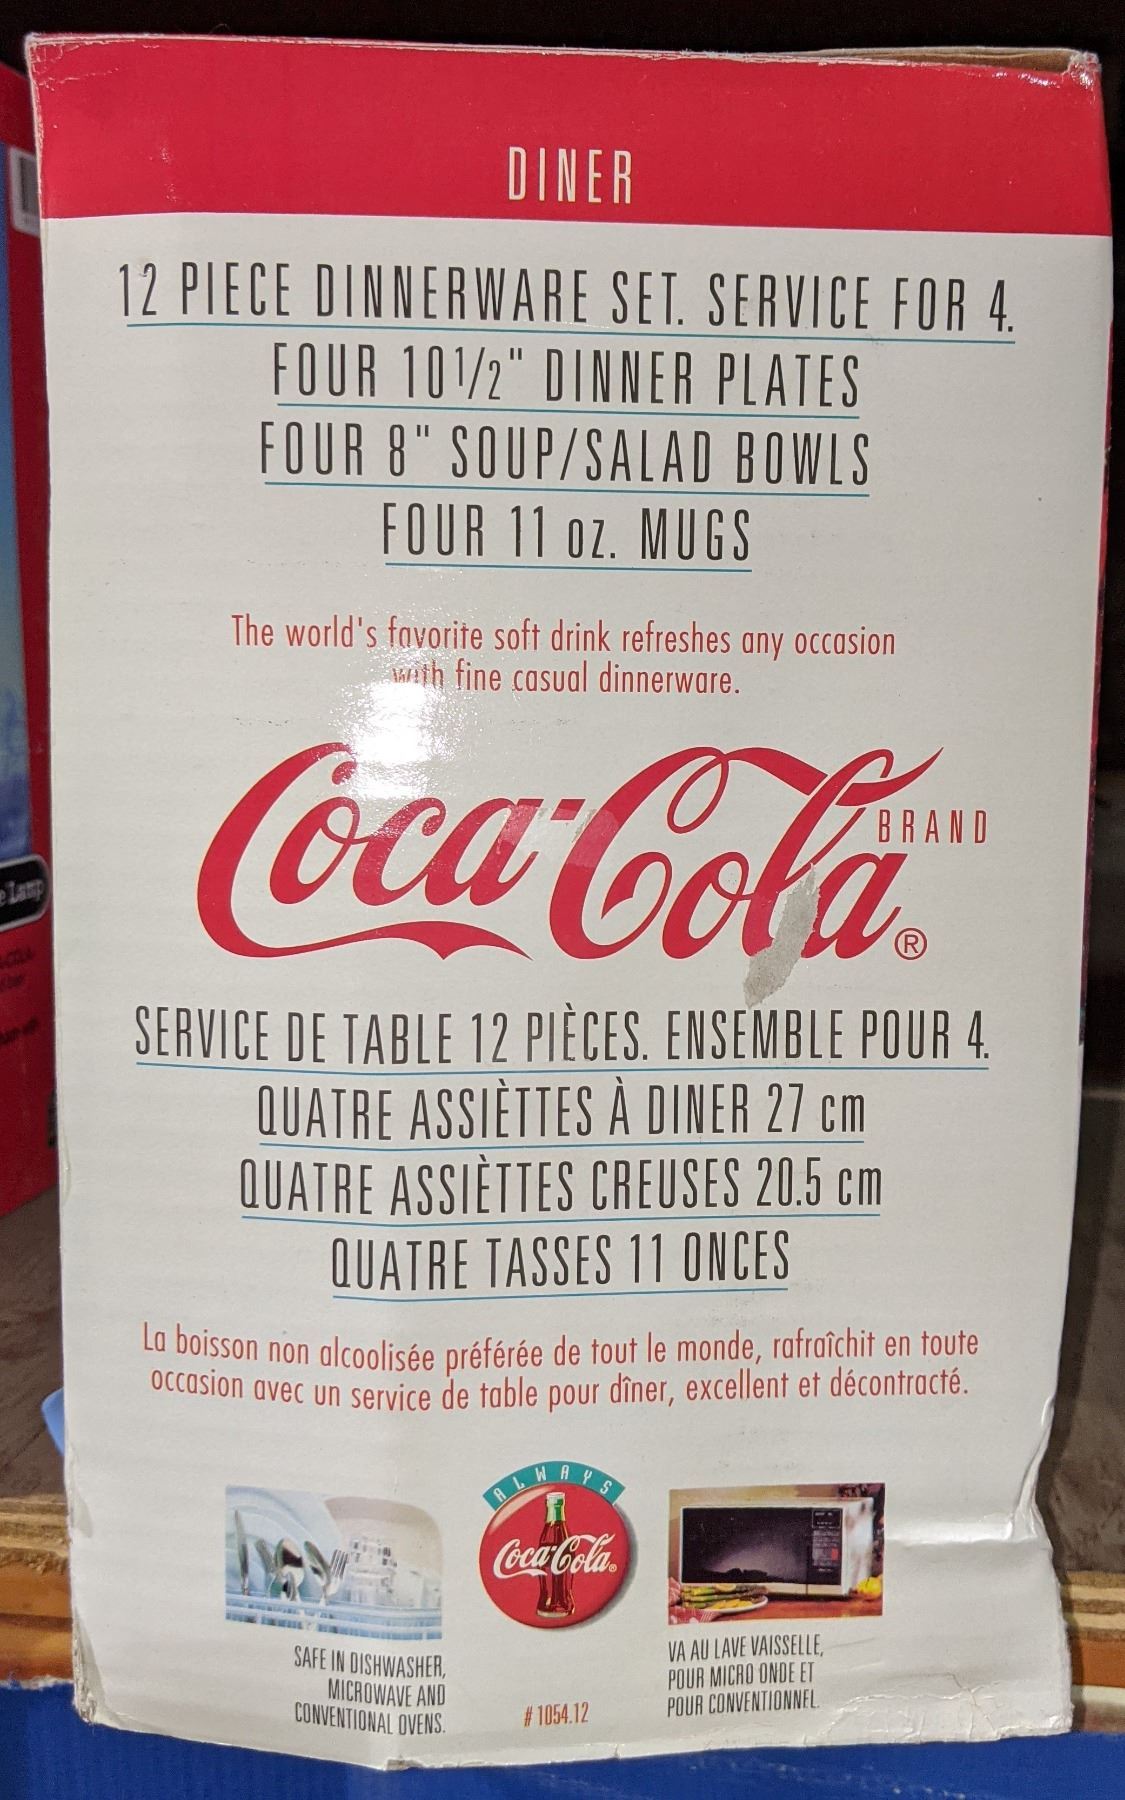 DINER
12 PIECE DINNERWARE SET. SERVICE FOR 4.
FOUR 10 1/2" DINNER PLATES
FOUR 8" SOUP/SALAD BOWLS
FOUR 11 oz. MUGS
The world's favorite soft drink refreshes any occasion
with fine casual dinnerware.
Coca-Cola ®
BRAND
SERVICE DE TABLE 12 PIÈCES. ENSEMBLE POUR 4.
QUATRE ASSIÈTTES À DINER 27 cm
QUATRE ASSIÈTTES CREUSES 20.5 cm
QUATRE TASSES 11 ONCES
La boisson non alcoolisée préférée de tout le monde, rafraîchit en toute
occasion avec un service de table pour dîner, excellent et décontracté.
ALWAYS
Coca-Cola ®
SAFE IN DISHWASHER,
MICROWAVE AND
CONVENTIONAL OVENS.
# 1054.12
VA AU LAVE VAISSELLE,
POUR MICRO ONDE ET
POUR CONVENTIONNEL.
Lamp